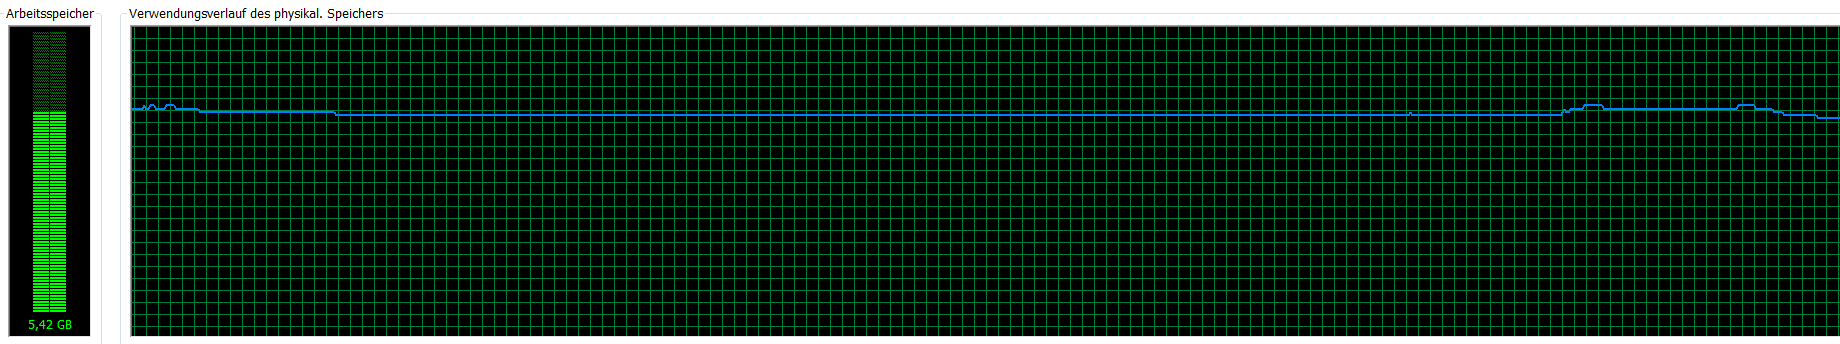 Arbeitsspeicher
Verwendungsverlauf des physikal. Speichers
5,42 GB